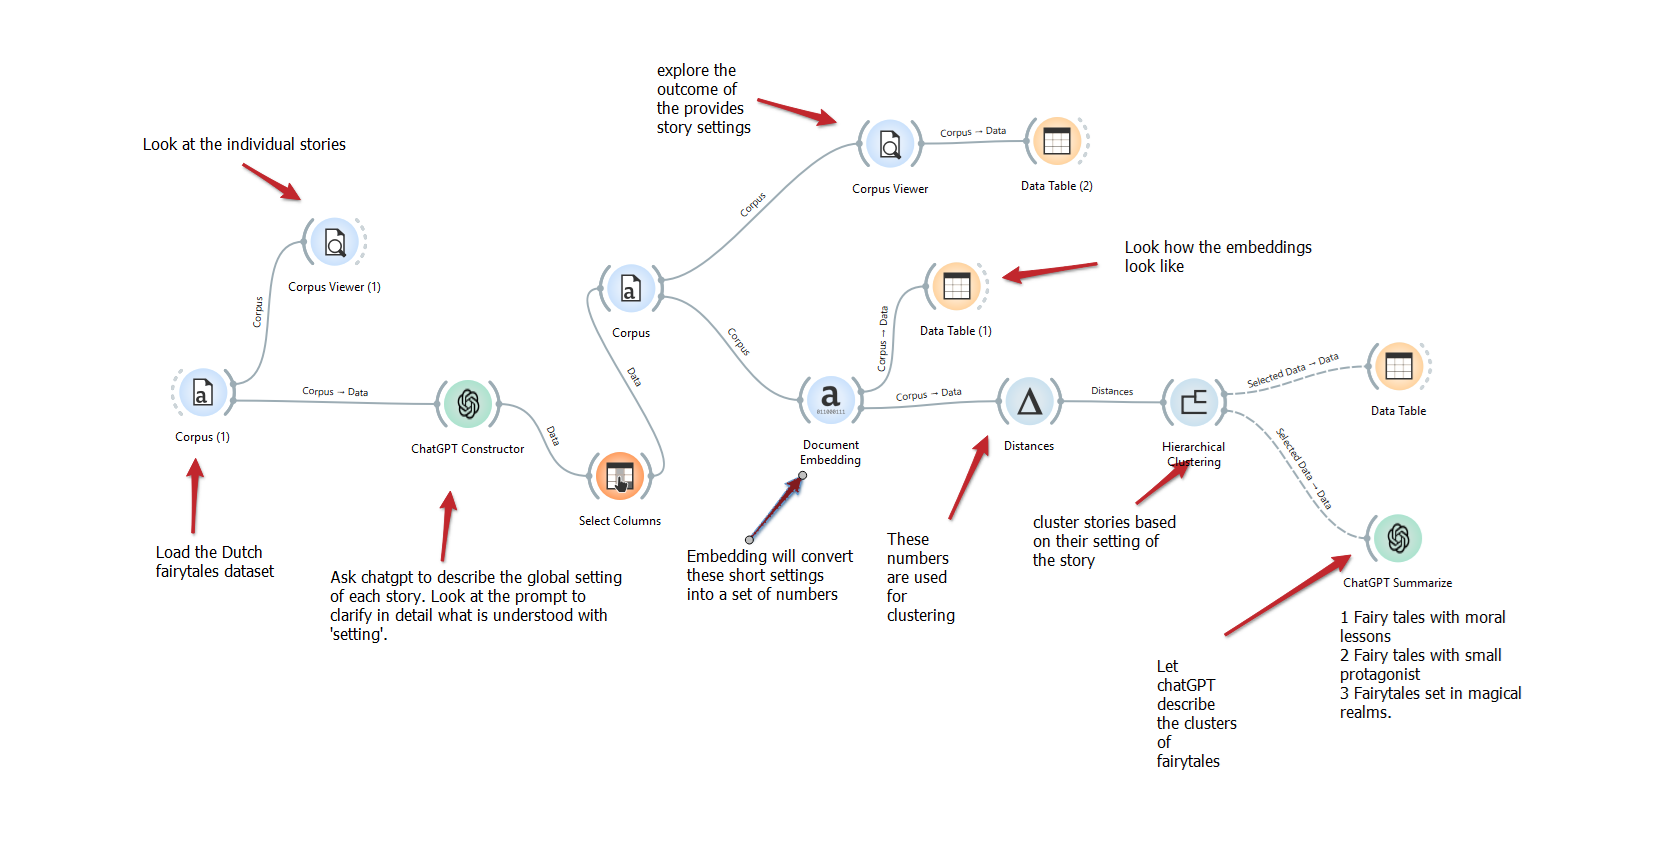 explore the
outcome of
the provides
story settings
Look at the individual stories
Corpus → Data
Corpus Viewer
Data Table (2)
Corpus
Look how the embeddings
look like
Corpus Viewer (1)
Corpus
a
Corpus
Data Table (1)
Corpus
Corpus → Data
Data
Selected Data → Data
Data Table
a
Corpus (1)
Corpus → Data
ChatGPT Constructor
Data
Select Columns
a
011000111
Document
Embedding
Corpus → Data
Distances
Distances
Hierarchical
Clustering
Selected Data → Data
ChatGPT Summarize
Load the Dutch
fairytales dataset
Ask chatgpt to describe the global setting
of each story. Look at the prompt to
clarify in detail what is understood with
'setting'.
Embedding will convert
these short settings
into a set of numbers
These
numbers
are used
for
clustering
cluster stories based
on their setting of
the story
Let
chatGPT
describe
the clusters
of
fairytales
1 Fairy tales with moral
lessons
2 Fairy tales with small
protagonist
3 Fairytales set in magical
realms.